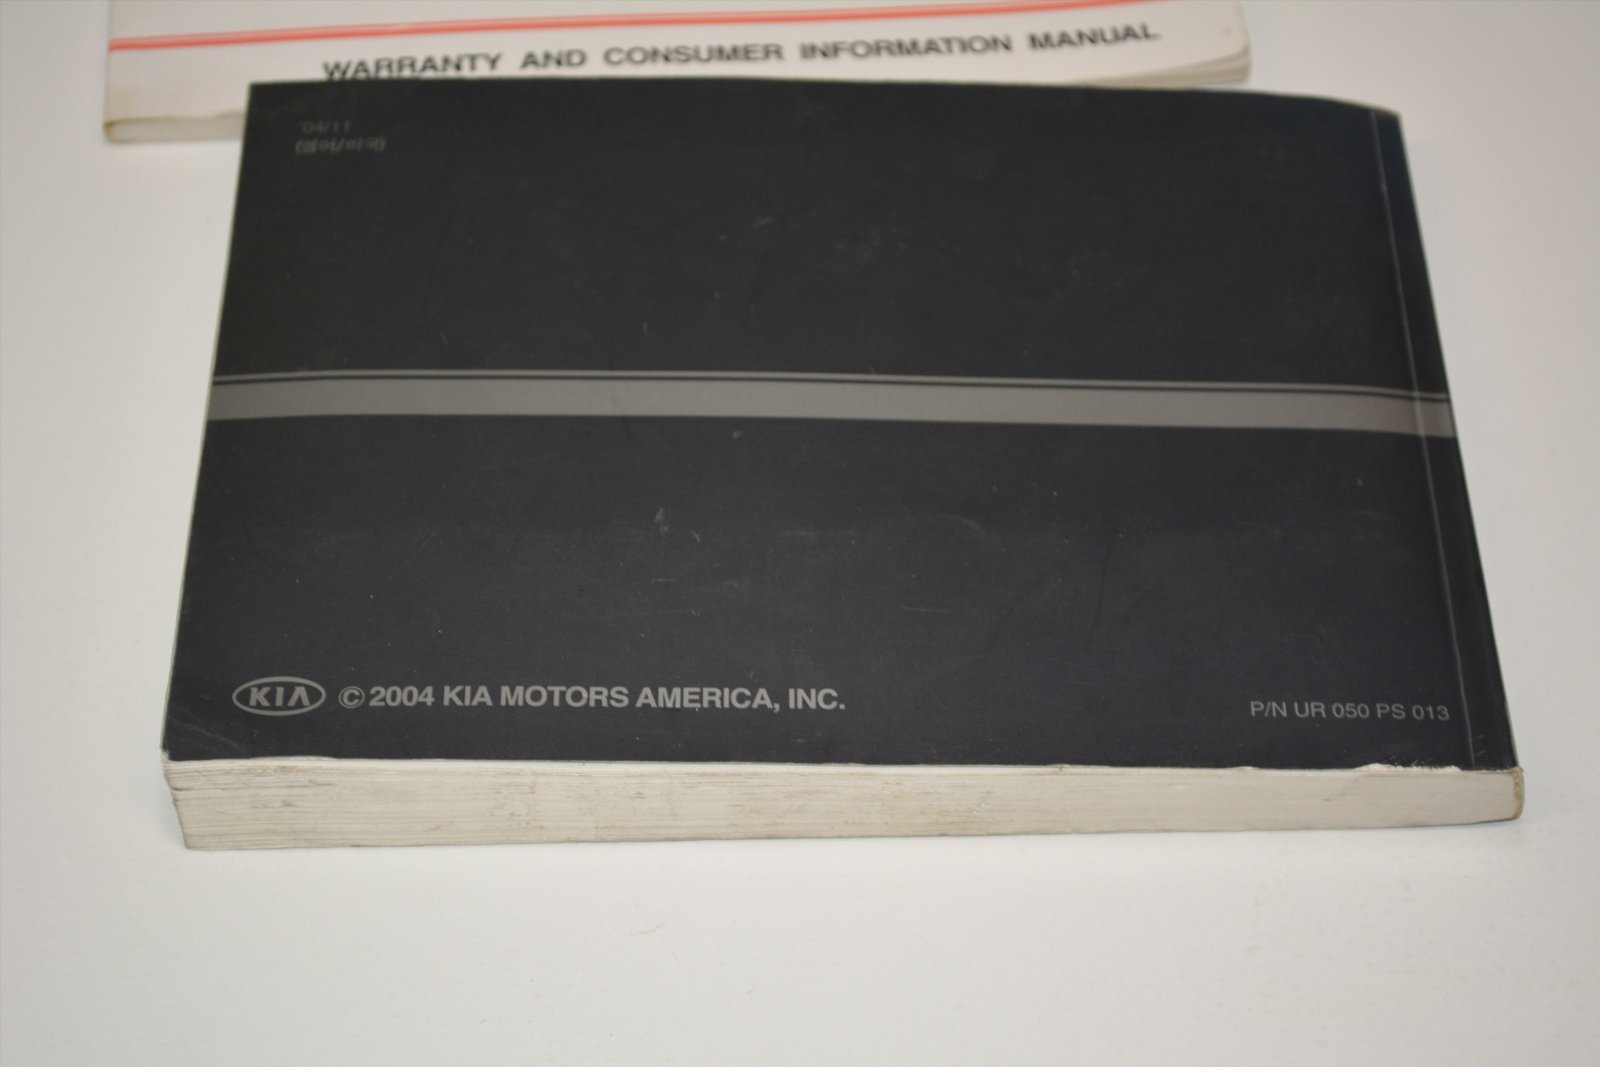 WARRANTY AND CONSUMER INFORMATION MANUAL
KIA © 2004 KIA MOTORS AMERICA, INC.
P/N UR 050 PS 013